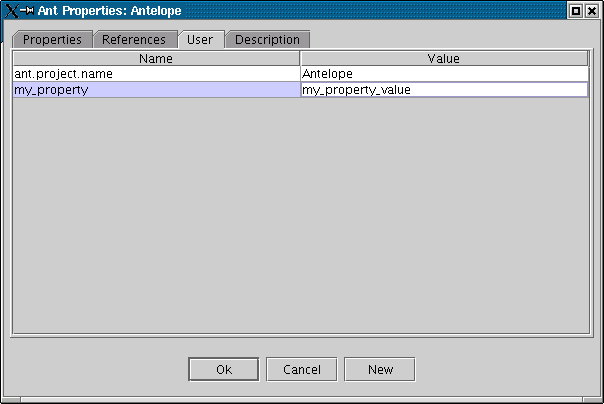 Ant Properties: Antelope
Properties References User Description
Name Value
ant.project.name Antelope
my_property my_property_value
Ok Cancel New